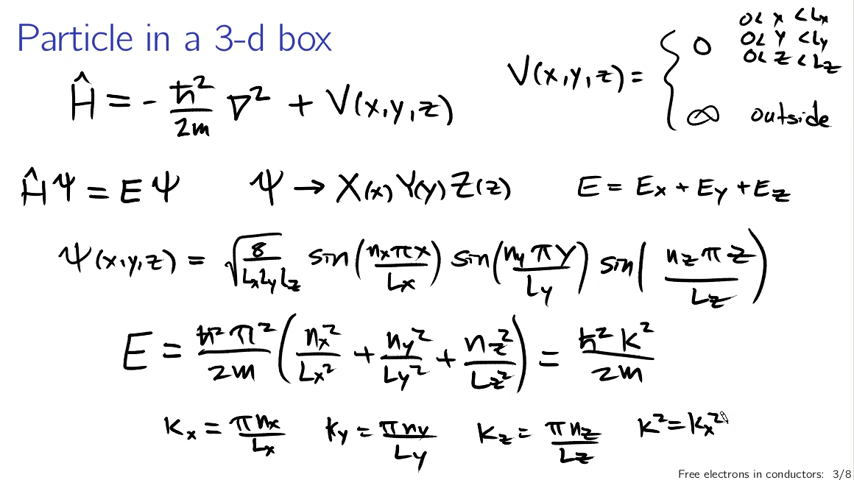 Particle in a 3-d box
Ĥ = - ħ²/2m ∇² + V(x,y,z)
V(x,y,z) = { 0 0< x <Lx 0< y <Ly 0< z <Lz
∞ outside
ĤΨ = EΨ Ψ → X(x)Y(y)Z(z) E = Ex + Ey + Ez
Ψ(x,y,z) = √(8/LxLyLz) sin(nxπx/Lx) sin(nyπy/Ly) sin(nzπz/Lz)
E = ħ²π²/2m (nx²/Lx² + ny²/Ly² + nz²/Lz²) = ħ²k²/2m
kx = πnx/Lx ky = πny/Ly kz = πnz/Lz k² = kx²
Free electrons in conductors: 3/8